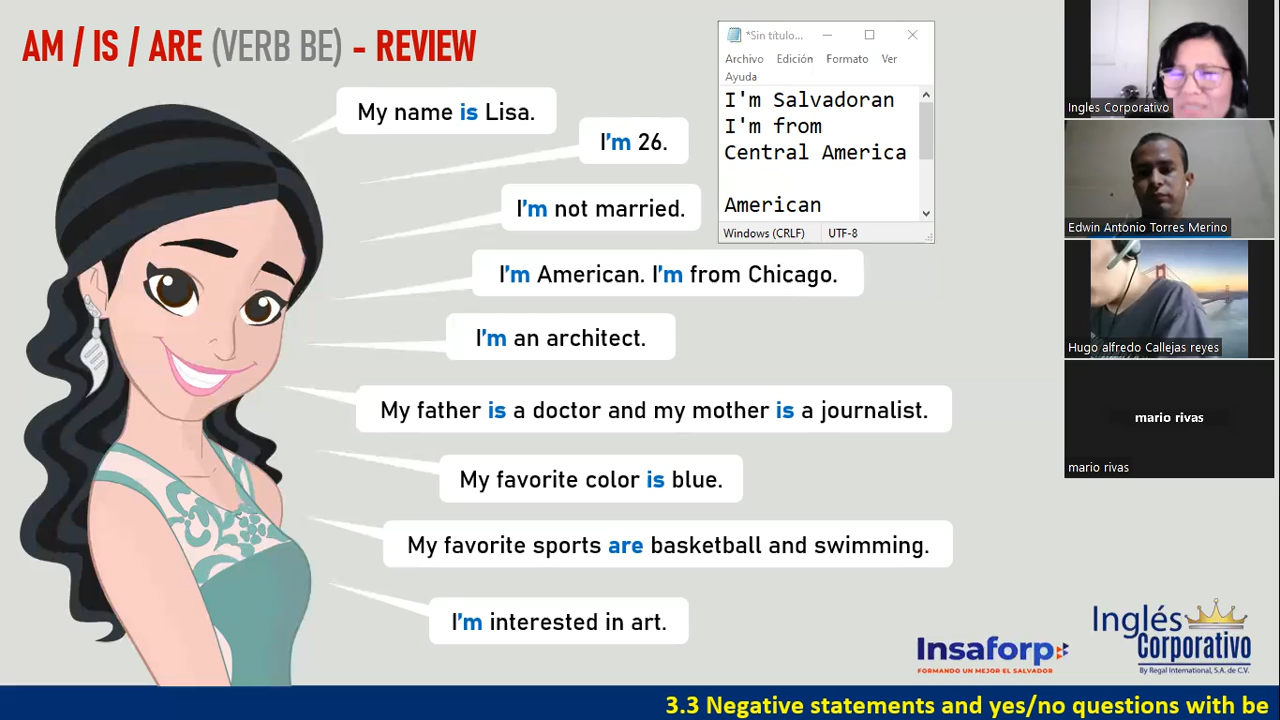 AM / IS / ARE (VERB BE) - REVIEW
My name is Lisa.
I'm 26.
I'm not married.
I'm American. I'm from Chicago.
I'm an architect.
My father is a doctor and my mother is a journalist.
My favorite color is blue.
My favorite sports are basketball and swimming.
I'm interested in art.
*Sin título...
Archivo Edición Formato Ver
Ayuda
I'm Salvadoran
I'm from
Central America
American
Windows (CRLF) UTF-8
Ingles Corporativo
Edwin Antonio Torres Merino
Hugo alfredo Callejas reyes
mario rivas
mario rivas
Insaforp
FORMANDO UN MEJOR EL SALVADOR
Inglés
Corporativo
By Regal International, S.A. de C.V.
3.3 Negative statements and yes/no questions with be